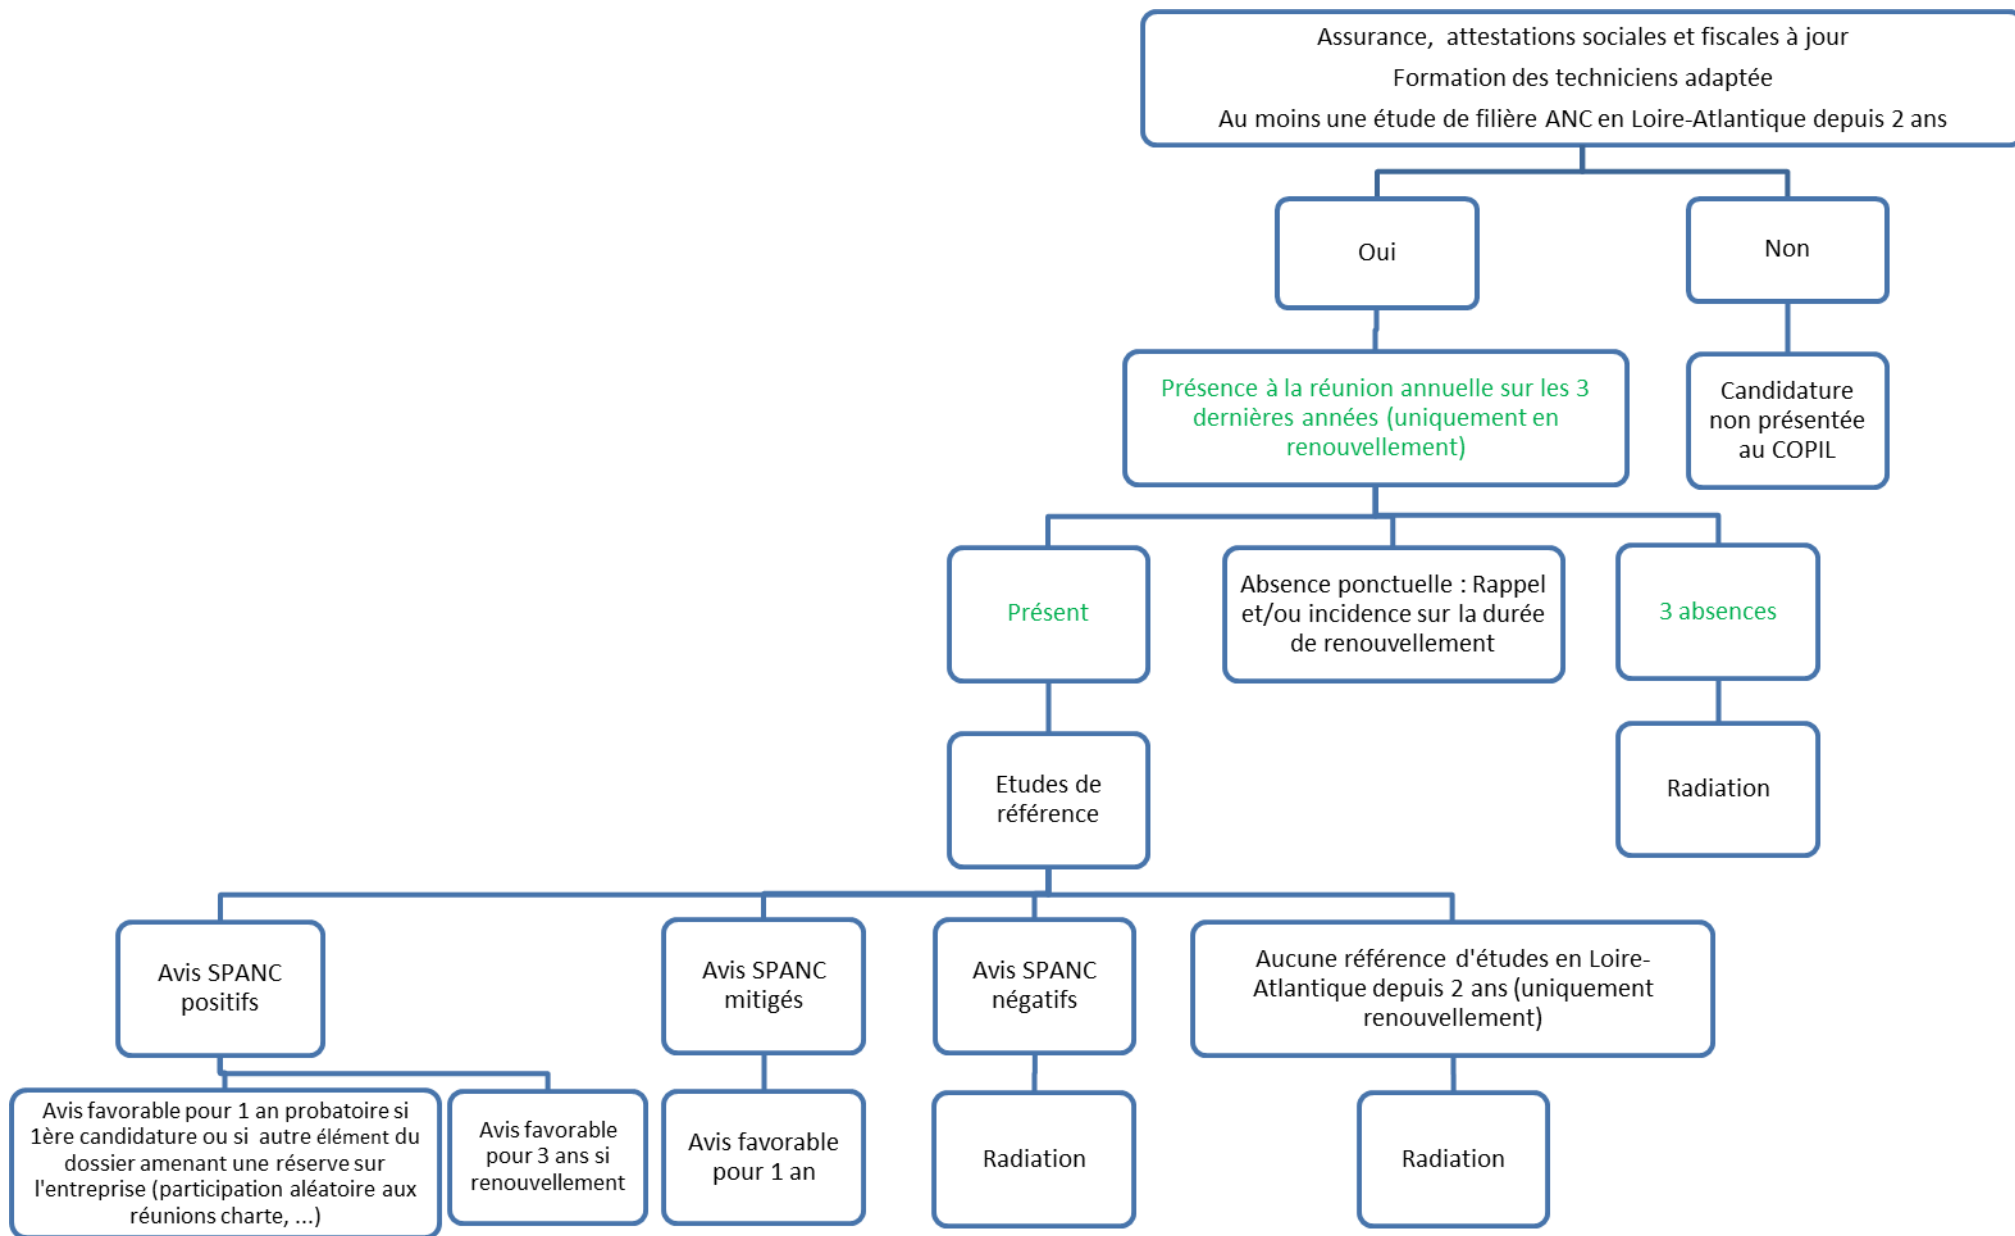 Assurance, attestations sociales et fiscales à jour
Formation des techniciens adaptée
Au moins une étude de filière ANC en Loire-Atlantique depuis 2 ans
Oui
Non
Présence à la réunion annuelle sur les 3
dernières années (uniquement en
renouvellement)
Candidature
non présentée
au COPIL
Présent
Absence ponctuelle : Rappel
et/ou incidence sur la durée
de renouvellement
3 absences
Etudes de
référence
Radiation
Avis SPANC
positifs
Avis SPANC
mitigés
Avis SPANC
négatifs
Aucune référence d'études en Loire-
Atlantique depuis 2 ans (uniquement
renouvellement)
Avis favorable pour 1 an probatoire si
1ère candidature ou si autre élément du
dossier amenant une réserve sur
l'entreprise (participation aléatoire aux
réunions charte, ...)
Avis favorable
pour 3 ans si
renouvellement
Avis favorable
pour 1 an
Radiation
Radiation